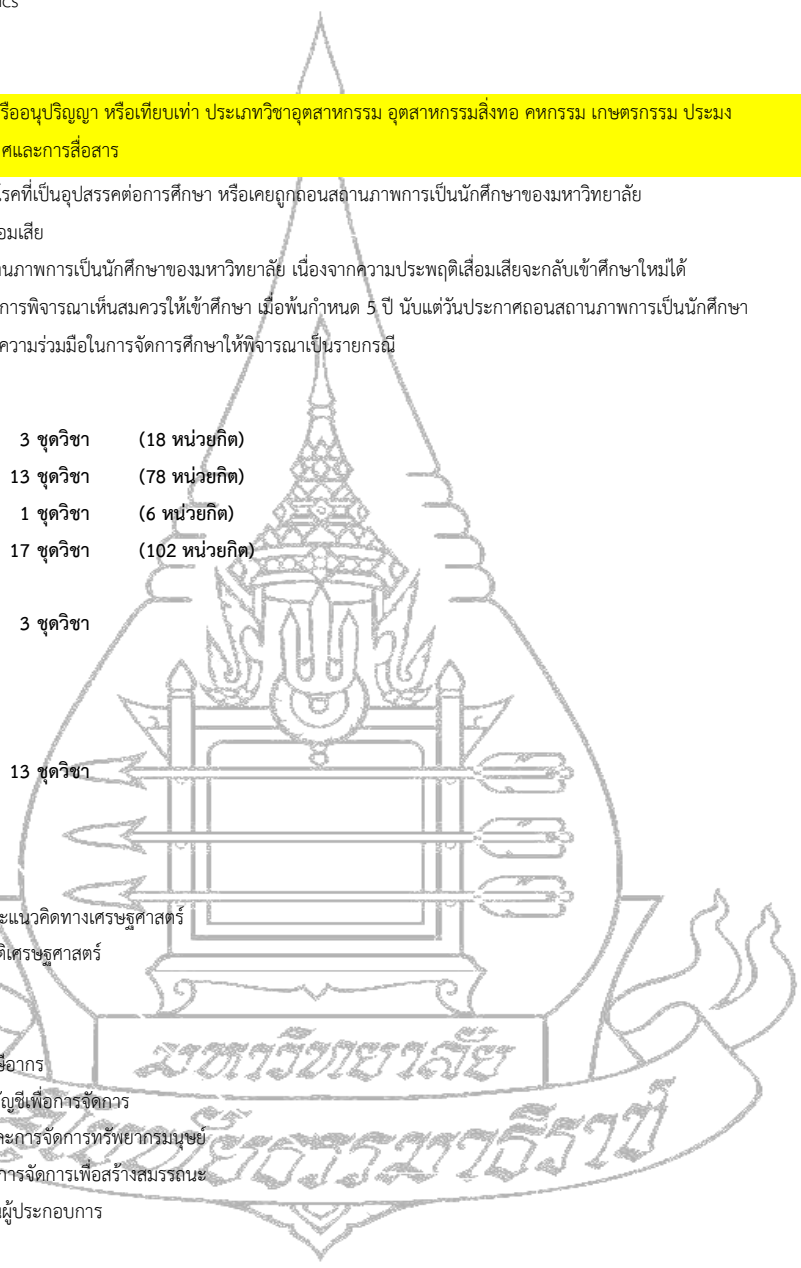 ics
รืออนุปริญญา หรือเทียบเท่า ประเภทวิชาอุตสาหกรรม อุตสาหกรรมสิ่งทอ คหกรรม เกษตรกรรม ประมง
ศและการสื่อสาร
โรคที่เป็นอุปสรรคต่อการศึกษา หรือเคยถูกถอนสถานภาพการเป็นนักศึกษาของมหาวิทยาลัย
อมเสีย
านภาพการเป็นนักศึกษาของมหาวิทยาลัย เนื่องจากความประพฤติเสื่อมเสียจะกลับเข้าศึกษาใหม่ได้
การพิจารณาเห็นสมควรให้เข้าศึกษา เมื่อพ้นกำหนด 5 ปี นับแต่วันประกาศถอนสถานภาพการเป็นนักศึกษา
ความร่วมมือในการจัดการศึกษาให้พิจารณาเป็นรายกรณี
3 ชุดวิชา (18 หน่วยกิต)
13 ชุดวิชา (78 หน่วยกิต)
1 ชุดวิชา (6 หน่วยกิต)
17 ชุดวิชา (102 หน่วยกิต)
3 ชุดวิชา
13 ชุดวิชา
ะแนวคิดทางเศรษฐศาสตร์
ติเศรษฐศาสตร์
ษีอากร
มหาวิทยาลัย
ัญชีเพื่อการจัดการ
ละการจัดการทรัพยากรมนุษย์
การจัดการเพื่อสร้างสมรรถนะ
สุโขทัยธรรมาธิราช
ผู้ประกอบการ